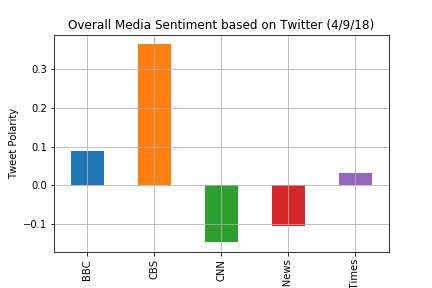 Overall Media Sentiment based on Twitter (4/9/18)
Tweet Polarity
0.3
0.2
0.1
0.0
−0.1
BBC
CBS
CNN
News
Times